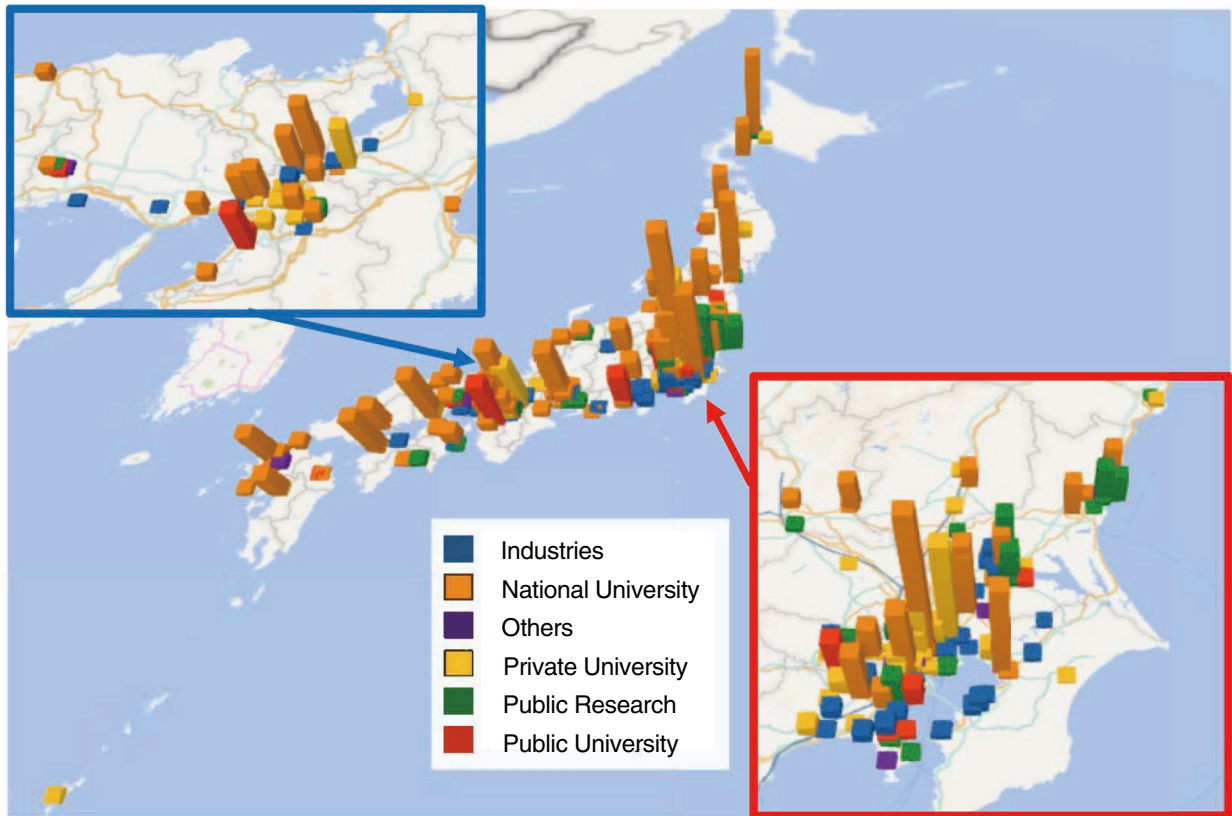 Industries
National University
Others
Private University
Public Research
Public University